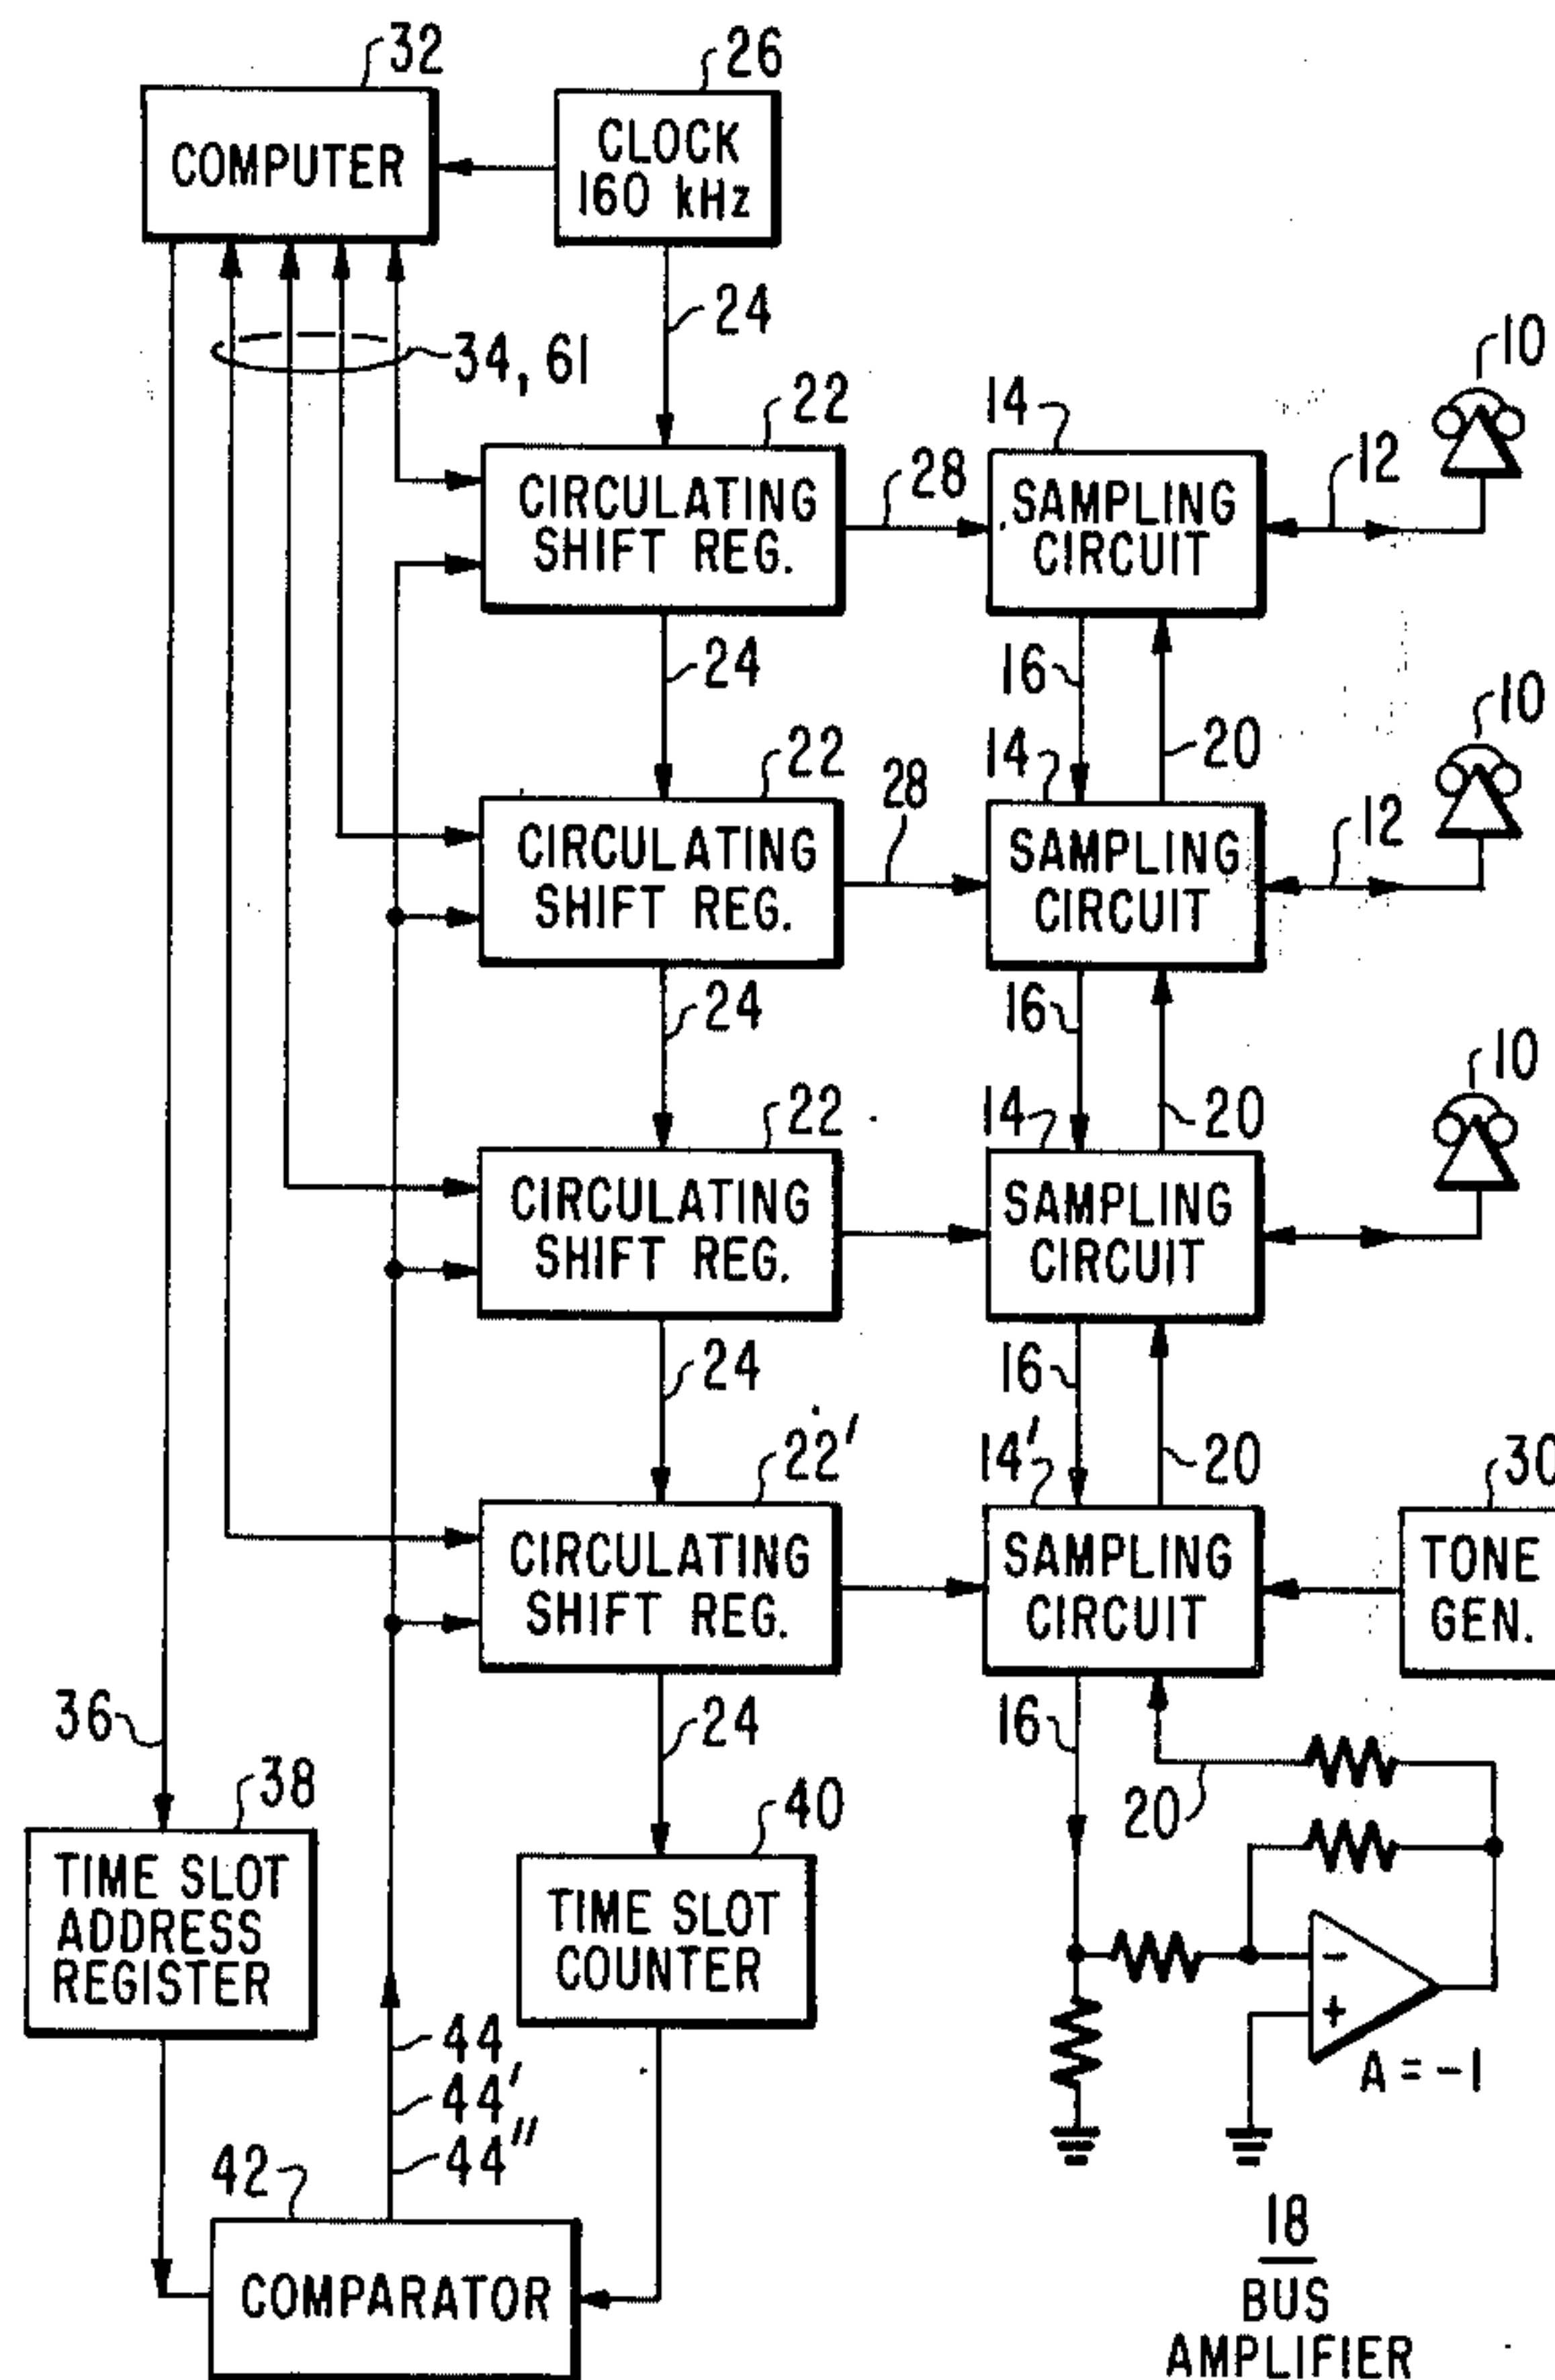 32
26
COMPUTER
CLOCK
160 kHz
24
34, 61
10
22
14
28
12
CIRCULATING
SHIFT REG.
SAMPLING
CIRCUIT
24
16
20
10
22
14
28
12
CIRCULATING
SHIFT REG.
SAMPLING
CIRCUIT
24
16
20
10
22
14
CIRCULATING
SHIFT REG.
SAMPLING
CIRCUIT
24
16
20
22'
14'
30
CIRCULATING
SHIFT REG.
SAMPLING
CIRCUIT
TONE
GEN.
36
24
16
20
38
40
TIME SLOT
ADDRESS
REGISTER
TIME SLOT
COUNTER
−
+
A = −1
44
44'
44"
42
COMPARATOR
18
BUS
AMPLIFIER